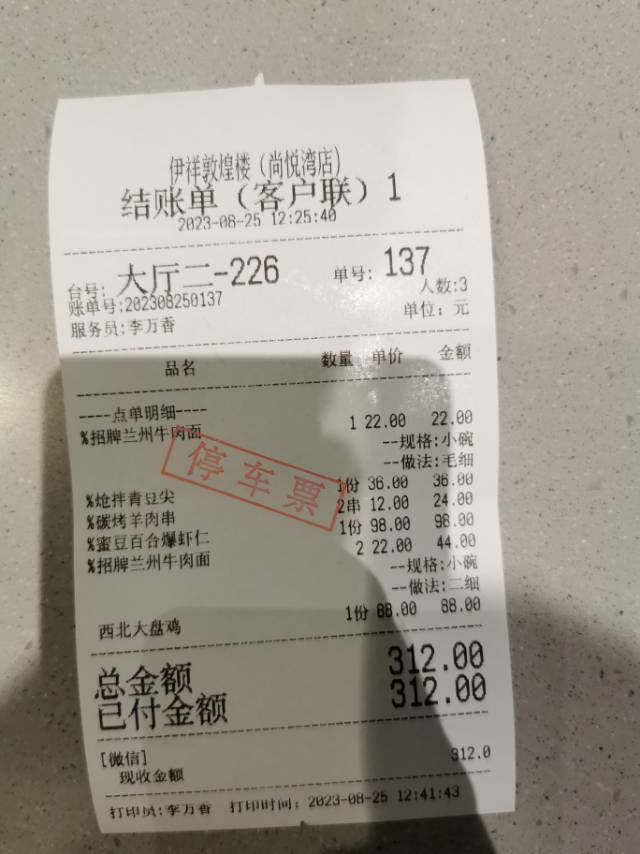 伊祥敦煌楼（尚悦湾店）
结账单（客户联）1
2023-08-25 12:25:40
台号: 大厅二-226 单号: 137
账单号:202308250137 人数:3
服务员:李万香 单位: 元
品名 数量 单价 金额
----点单明细----
%招牌兰州牛肉面 1 22.00 22.00
--规格:小碗
--做法:毛细
%炝拌青豆尖 1份 36.00 36.00
%碳烤羊肉串 2串 12.00 24.00
%蜜豆百合爆虾仁 1份 98.00 98.00
%招牌兰州牛肉面 2 22.00 44.00
--规格:小碗
--做法:二细
西北大盘鸡 1份 88.00 88.00
停车票
总金额 312.00
已付金额 312.00
[微信]
现收金额 312.0
打印员:李万香 打印时间: 2023-08-25 12:41:43